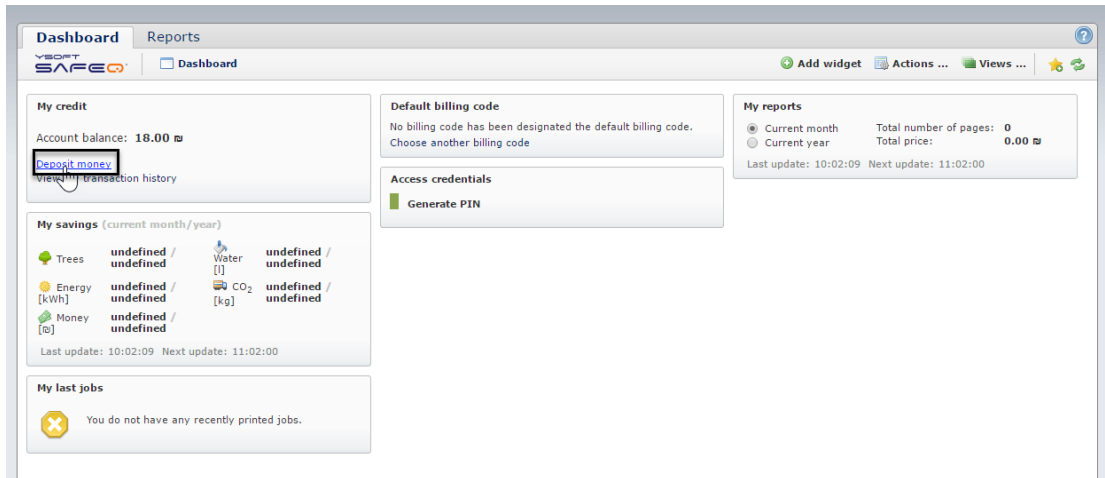 Dashboard Reports
YSOFT
SAFEQ
Dashboard
Add widget Actions ... Views ...
My credit
Account balance: 18.00 ₪
Deposit money
View transaction history
My savings (current month/year)
Trees undefined / undefined
Water [l] undefined / undefined
Energy [kWh] undefined / undefined
CO2 [kg] undefined / undefined
Money [₪] undefined / undefined
Last update: 10:02:09 Next update: 11:02:00
My last jobs
You do not have any recently printed jobs.
Default billing code
No billing code has been designated the default billing code.
Choose another billing code
Access credentials
Generate PIN
My reports
Current month Total number of pages: 0
Current year Total price: 0.00 ₪
Last update: 10:02:09 Next update: 11:02:00